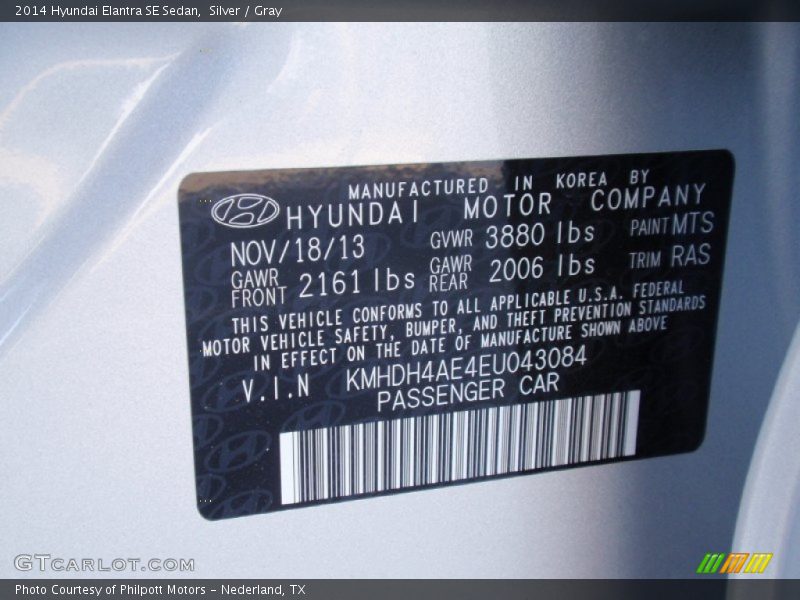 2014 Hyundai Elantra SE Sedan,  Silver / Gray
MANUFACTURED IN KOREA BY
HYUNDAI MOTOR COMPANY
NOV/18/13 GVWR 3880 lbs PAINT MTS
GAWR FRONT 2161 lbs GAWR REAR 2006 lbs TRIM RAS
THIS VEHICLE CONFORMS TO ALL APPLICABLE U.S.A. FEDERAL
MOTOR VEHICLE SAFETY, BUMPER, AND THEFT PREVENTION STANDARDS
IN EFFECT ON THE DATE OF MANUFACTURE SHOWN ABOVE
V.I.N KMHDH4AE4EU043084
PASSENGER CAR
GTCARLOT.COM
Photo Courtesy of Philpott Motors - Nederland, TX